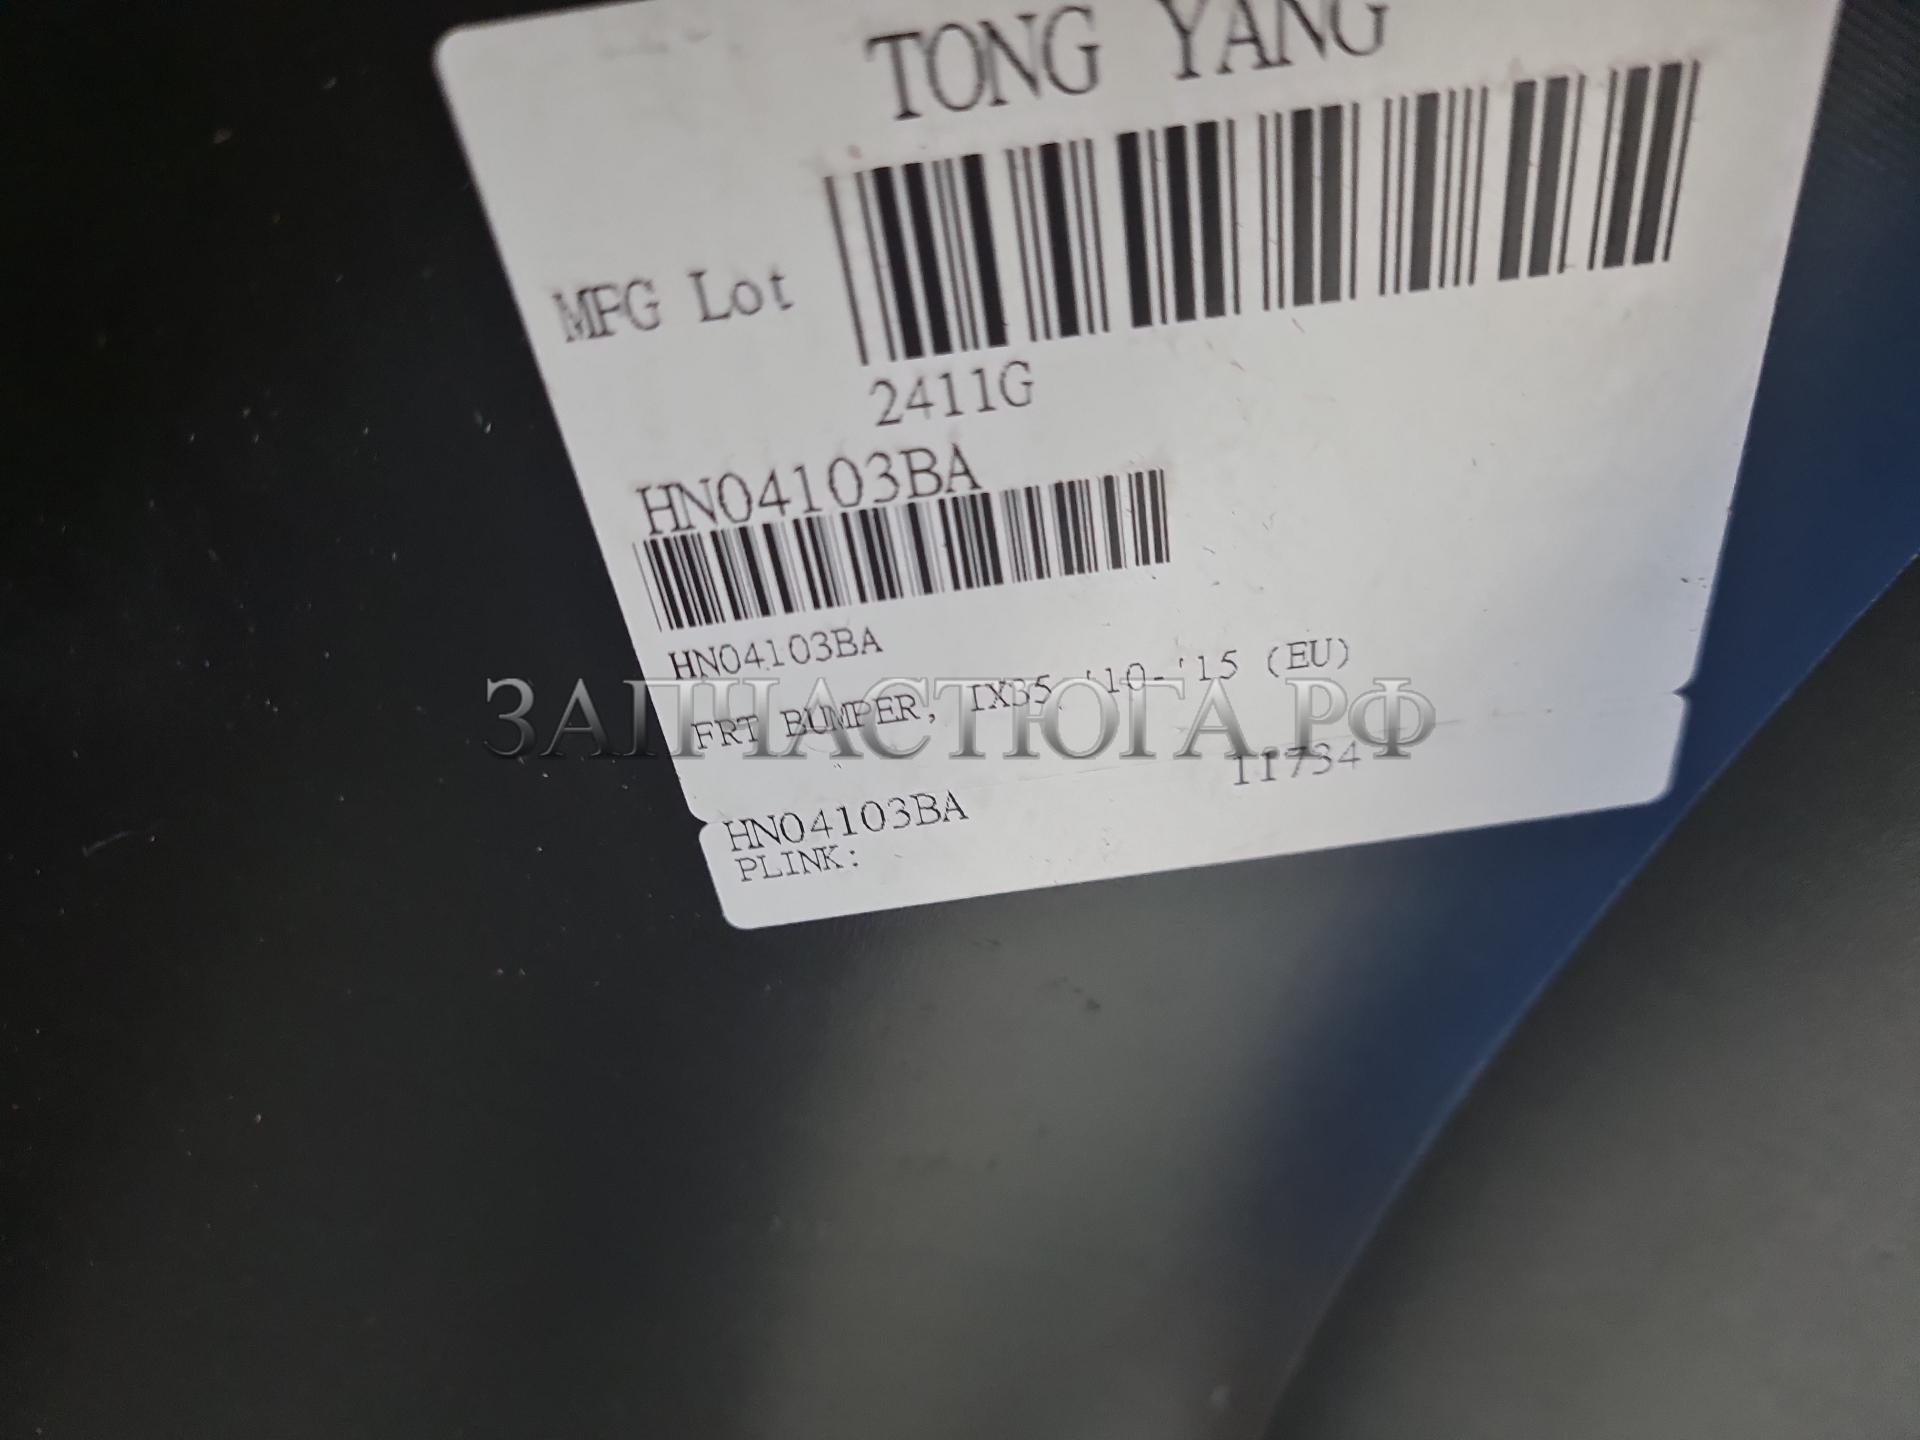 TONG YANG
MFG Lot
2411G
HN04103BA
HN04103BA
FRT BUMPER, IX35 '10-'15 (EU)
ЗАПЧАСТЮГА.РФ
11734
HN04103BA
PLINK: